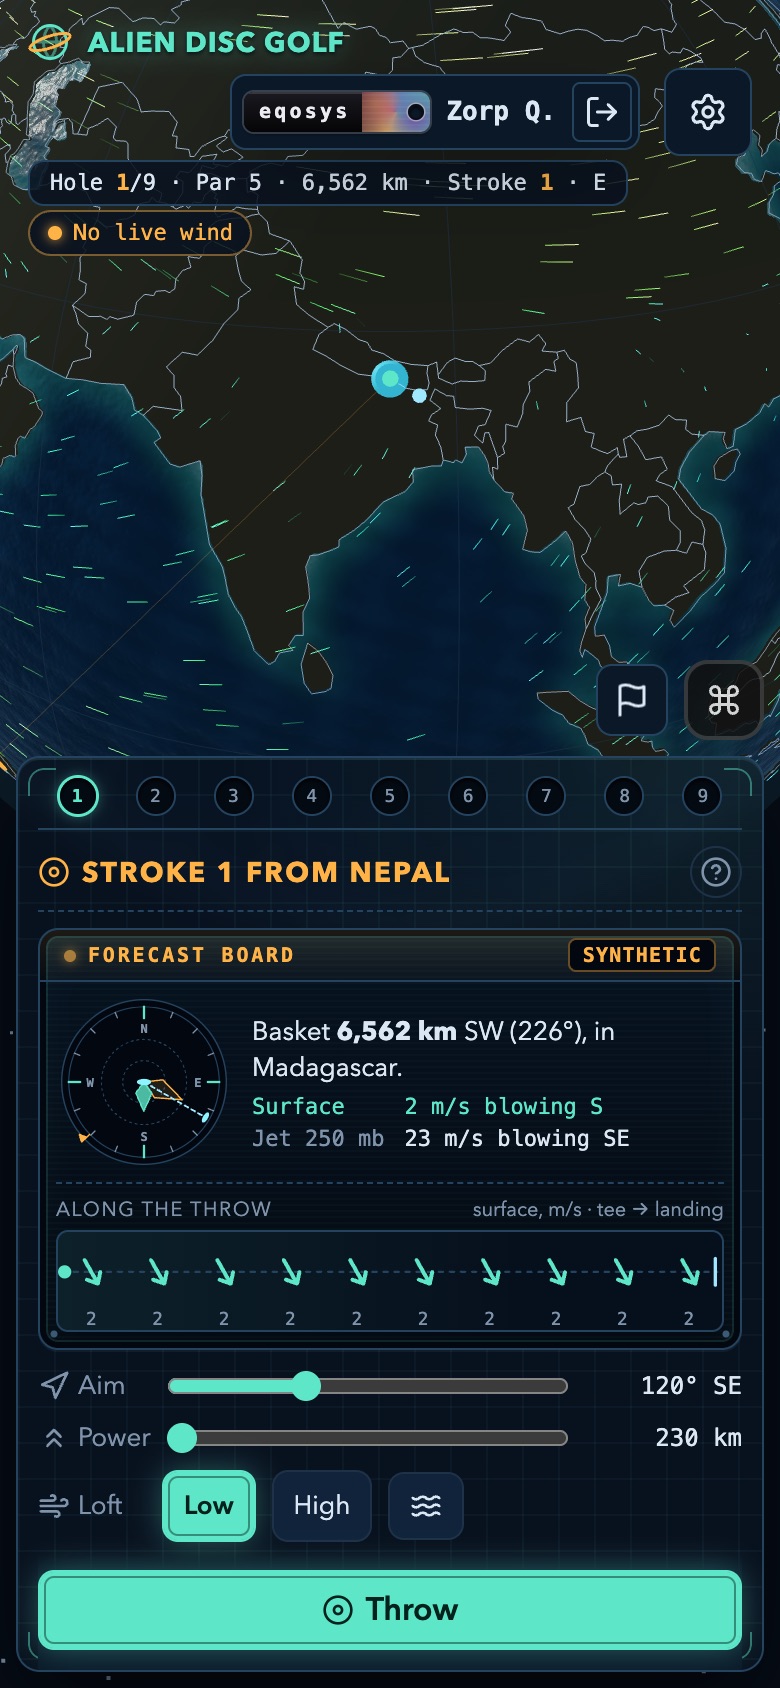 ALIEN DISC GOLF
eqosys Zorp Q.
Hole 1/9 · Par 5 · 6,562 km · Stroke 1 · E
No live wind
1 2 3 4 5 6 7 8 9
STROKE 1 FROM NEPAL
FORECAST BOARD SYNTHETIC
N
W E
S
Basket 6,562 km SW (226°), in
Madagascar.
Surface 2 m/s blowing S
Jet 250 mb 23 m/s blowing SE
ALONG THE THROW surface, m/s · tee → landing
2 2 2 2 2 2 2 2 2 2
Aim 120° SE
Power 230 km
Loft Low High
Throw